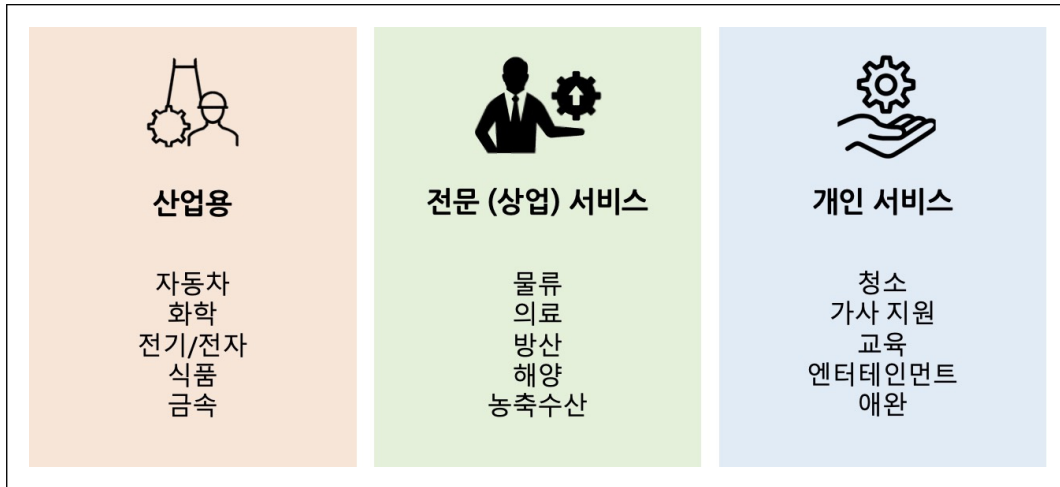 산업용
자동차
화학
전기/전자
식품
금속
전문 (상업) 서비스
물류
의료
방산
해양
농축수산
개인 서비스
청소
가사 지원
교육
엔터테인먼트
애완